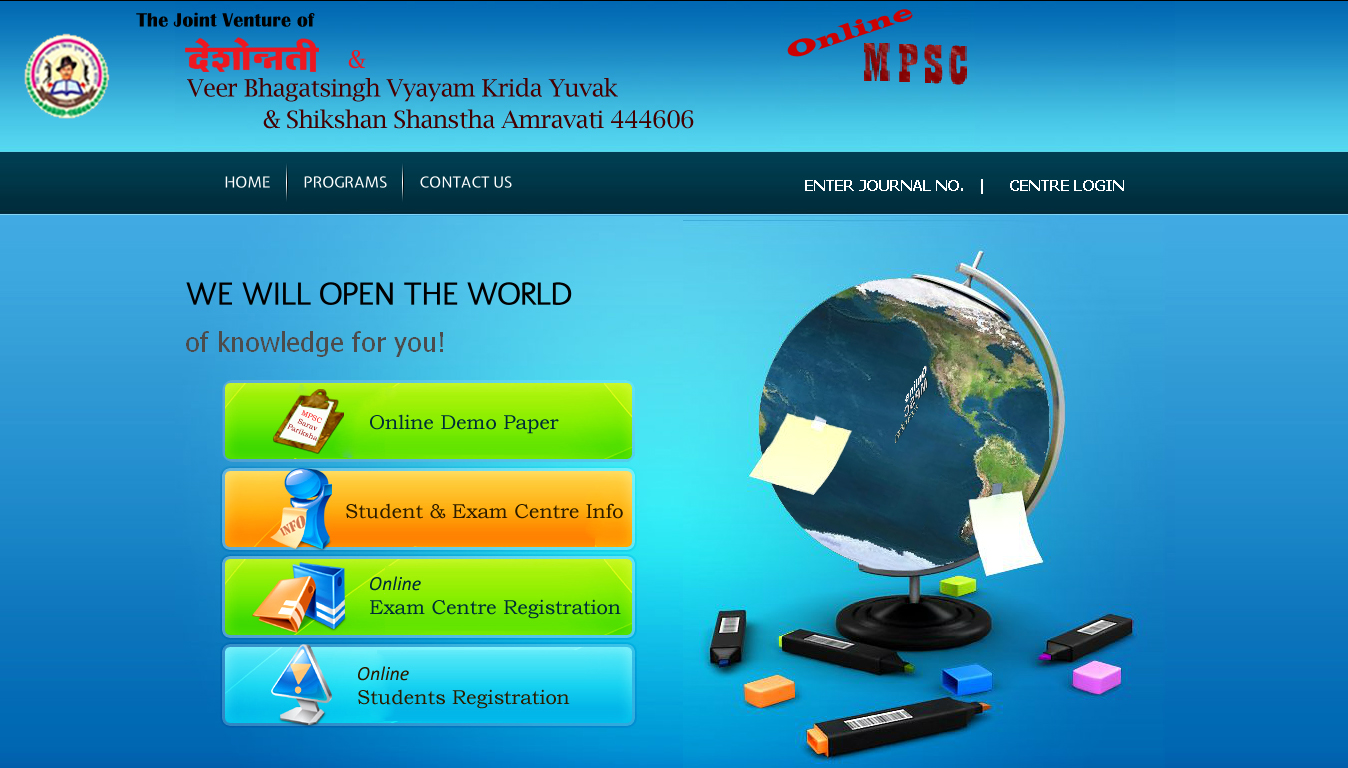 The Joint Venture of
देशोन्नती &
Veer Bhagatsingh Vyayam Krida Yuvak
& Shikshan Shanstha Amravati 444606
Online
MPSC
HOME
PROGRAMS
CONTACT US
ENTER JOURNAL NO. | CENTRE LOGIN
WE WILL OPEN THE WORLD
of knowledge for you!
MPSC
Sarav
Pariksha
Online Demo Paper
INFO
Student & Exam Centre Info
Online
Exam Centre Registration
Online
Students Registration